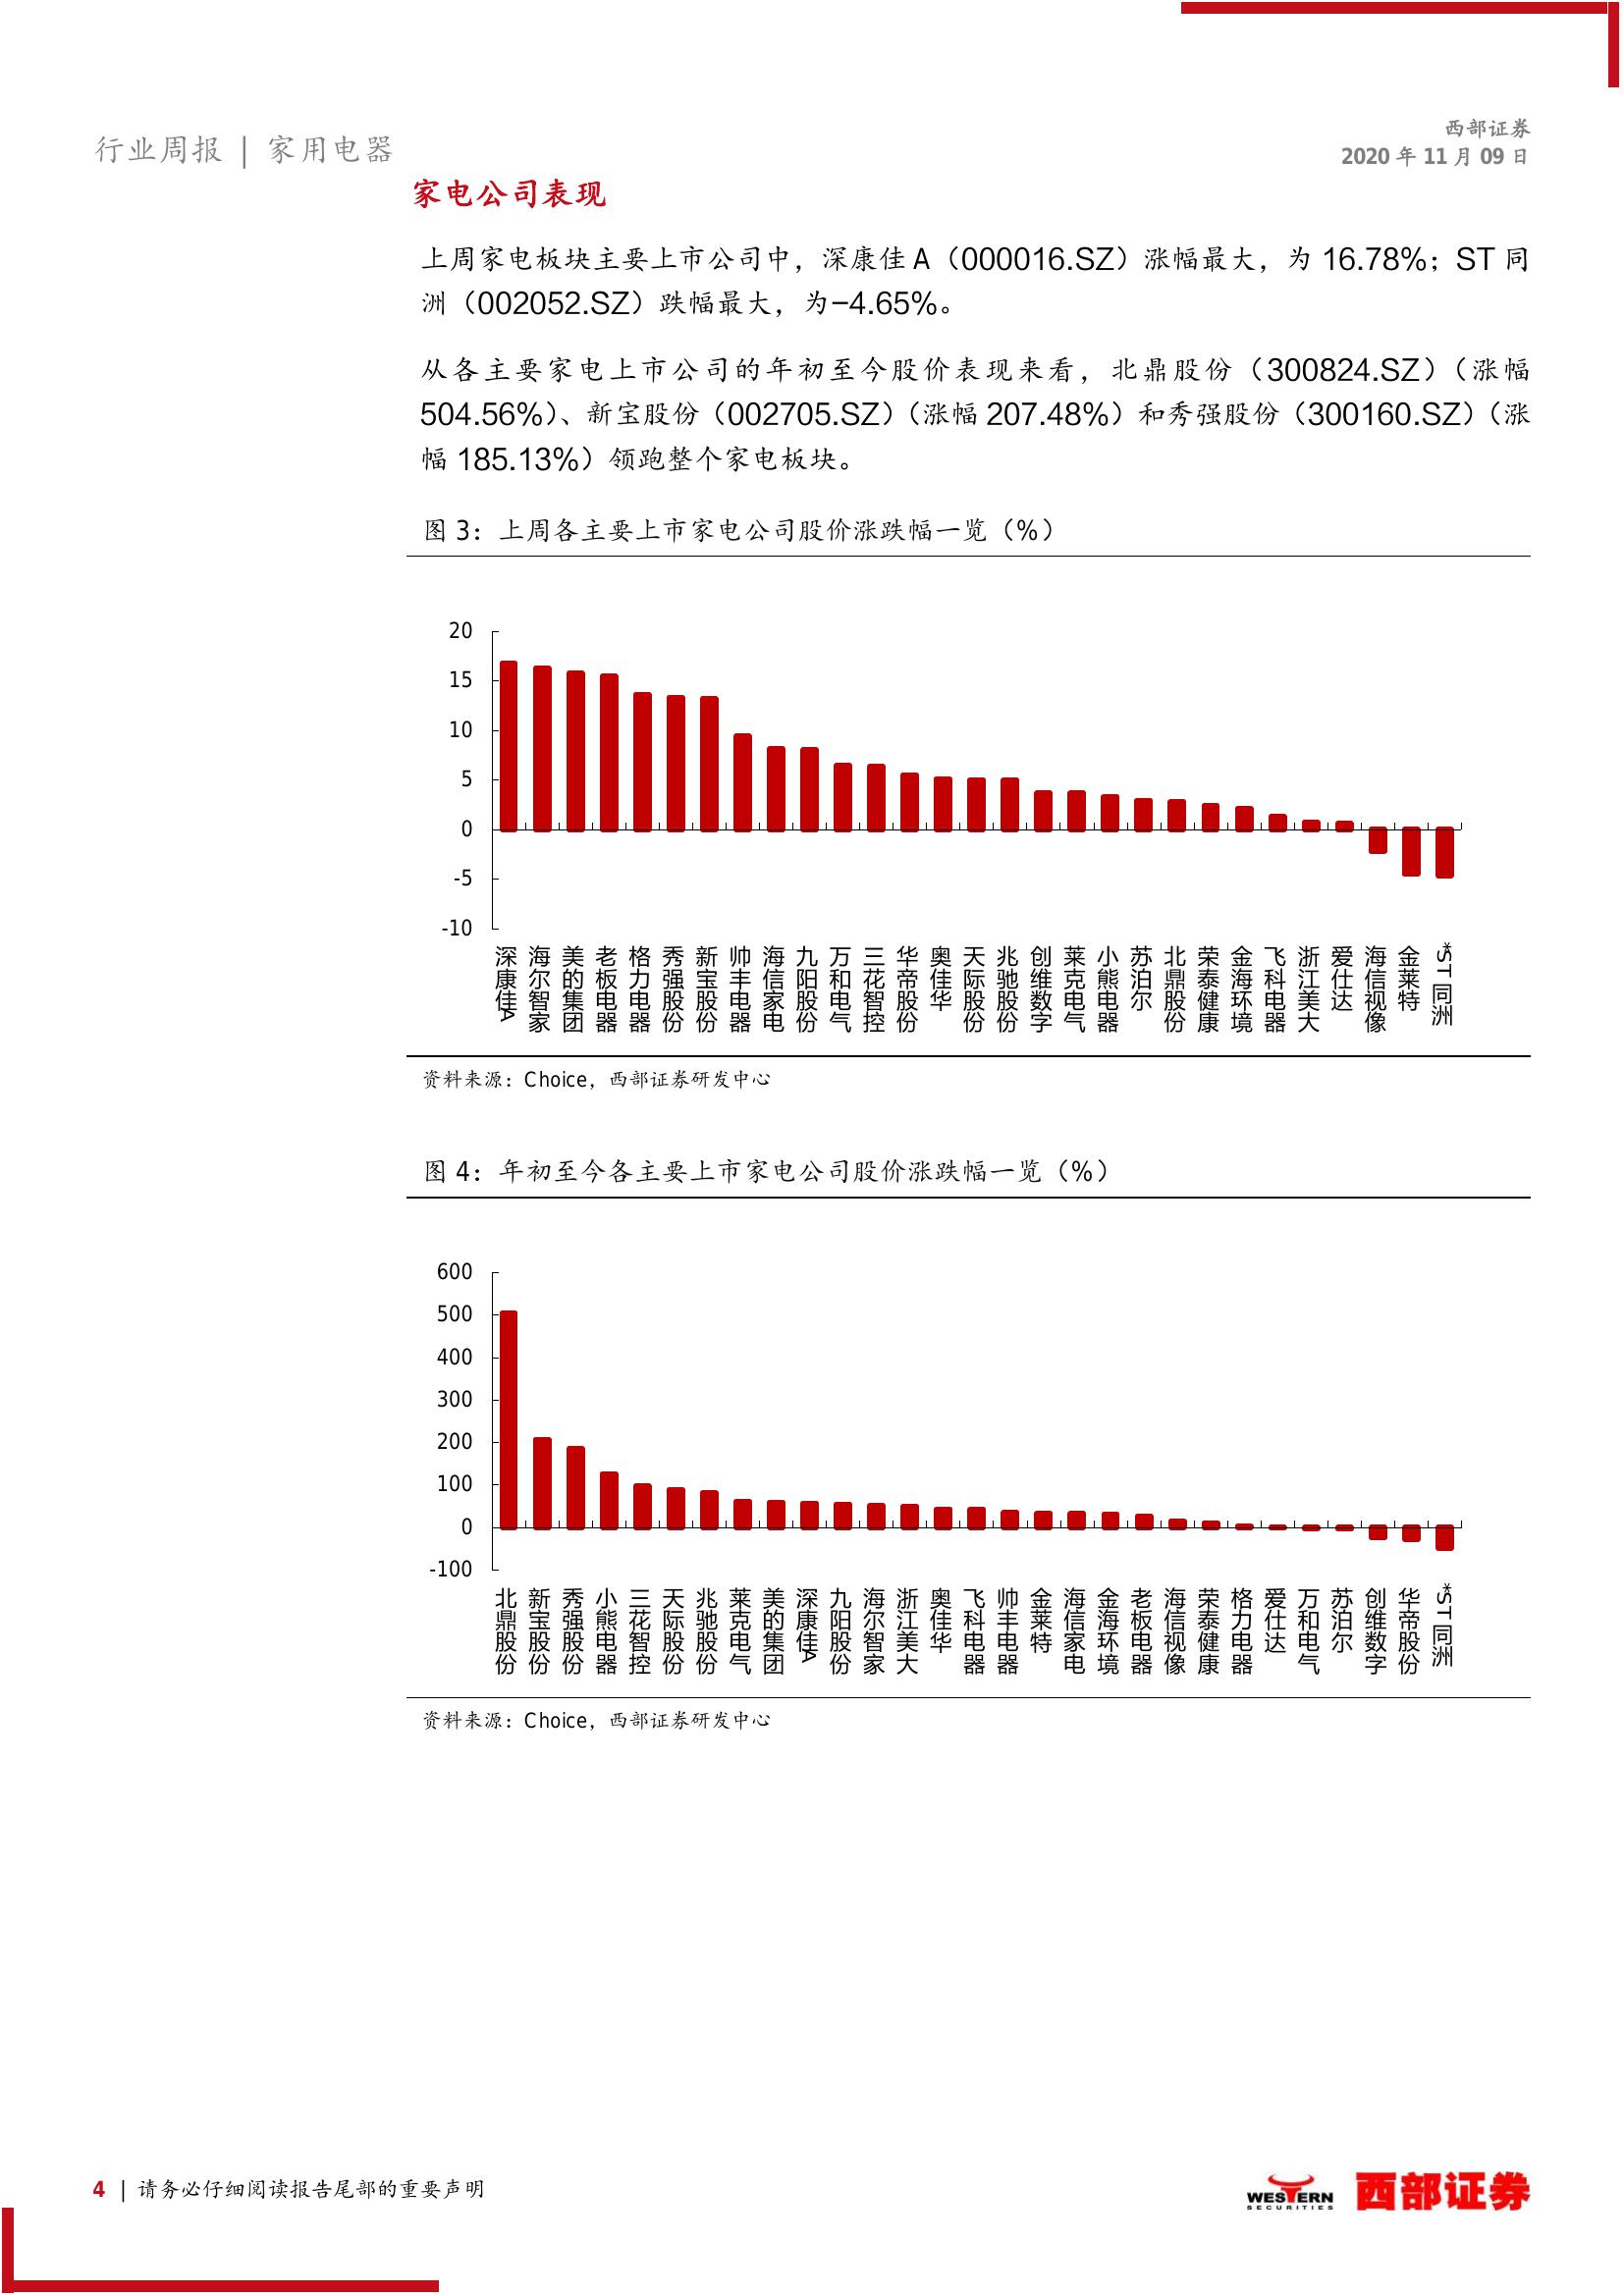 行业周报 | 家用电器
西部证券
2020 年 11 月 09 日
家电公司表现
上周家电板块主要上市公司中，深康佳 A（000016.SZ）涨幅最大，为 16.78%；ST 同
洲（002052.SZ）跌幅最大，为-4.65%。
从各主要家电上市公司的年初至今股价表现来看，北鼎股份（300824.SZ）（涨幅
504.56%）、新宝股份（002705.SZ）（涨幅 207.48%）和秀强股份（300160.SZ）（涨
幅 185.13%）领跑整个家电板块。
图 3：上周各主要上市家电公司股价涨跌幅一览（%）
20
15
10
5
0
-5
-10
深康佳A
海尔智家
美的集团
老板电器
格力电器
秀强股份
新宝股份
帅丰电器
海信家电
九阳股份
万和电气
三花智控
华帝股份
奥佳华
天际股份
兆驰股份
创维数字
莱克电气
小熊电器
苏泊尔
北鼎股份
荣泰健康
金海环境
飞科电器
浙江美大
爱仕达
海信视像
金莱特
*ST同洲
资料来源：Choice，西部证券研发中心
图 4：年初至今各主要上市家电公司股价涨跌幅一览（%）
600
500
400
300
200
100
0
-100
北鼎股份
新宝股份
秀强股份
小熊电器
三花智控
天际股份
兆驰股份
莱克电气
美的集团
深康佳A
九阳股份
海尔智家
浙江美大
奥佳华
飞科电器
帅丰电器
金莱特
海信家电
金海环境
老板电器
海信视像
荣泰健康
格力电器
爱仕达
万和电气
苏泊尔
创维数字
华帝股份
*ST同洲
资料来源：Choice，西部证券研发中心
4 | 请务必仔细阅读报告尾部的重要声明
WESTERN
SECURITIES
西部证券